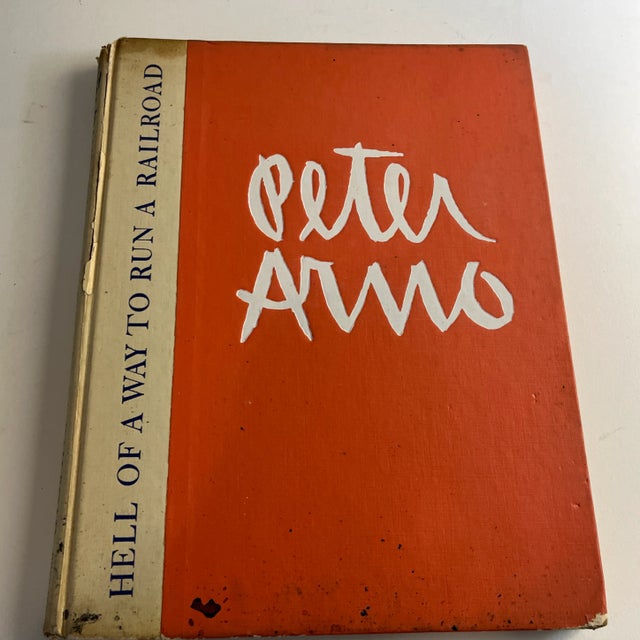 HELL OF A WAY TO RUN A RAILROAD
Peter
Arno